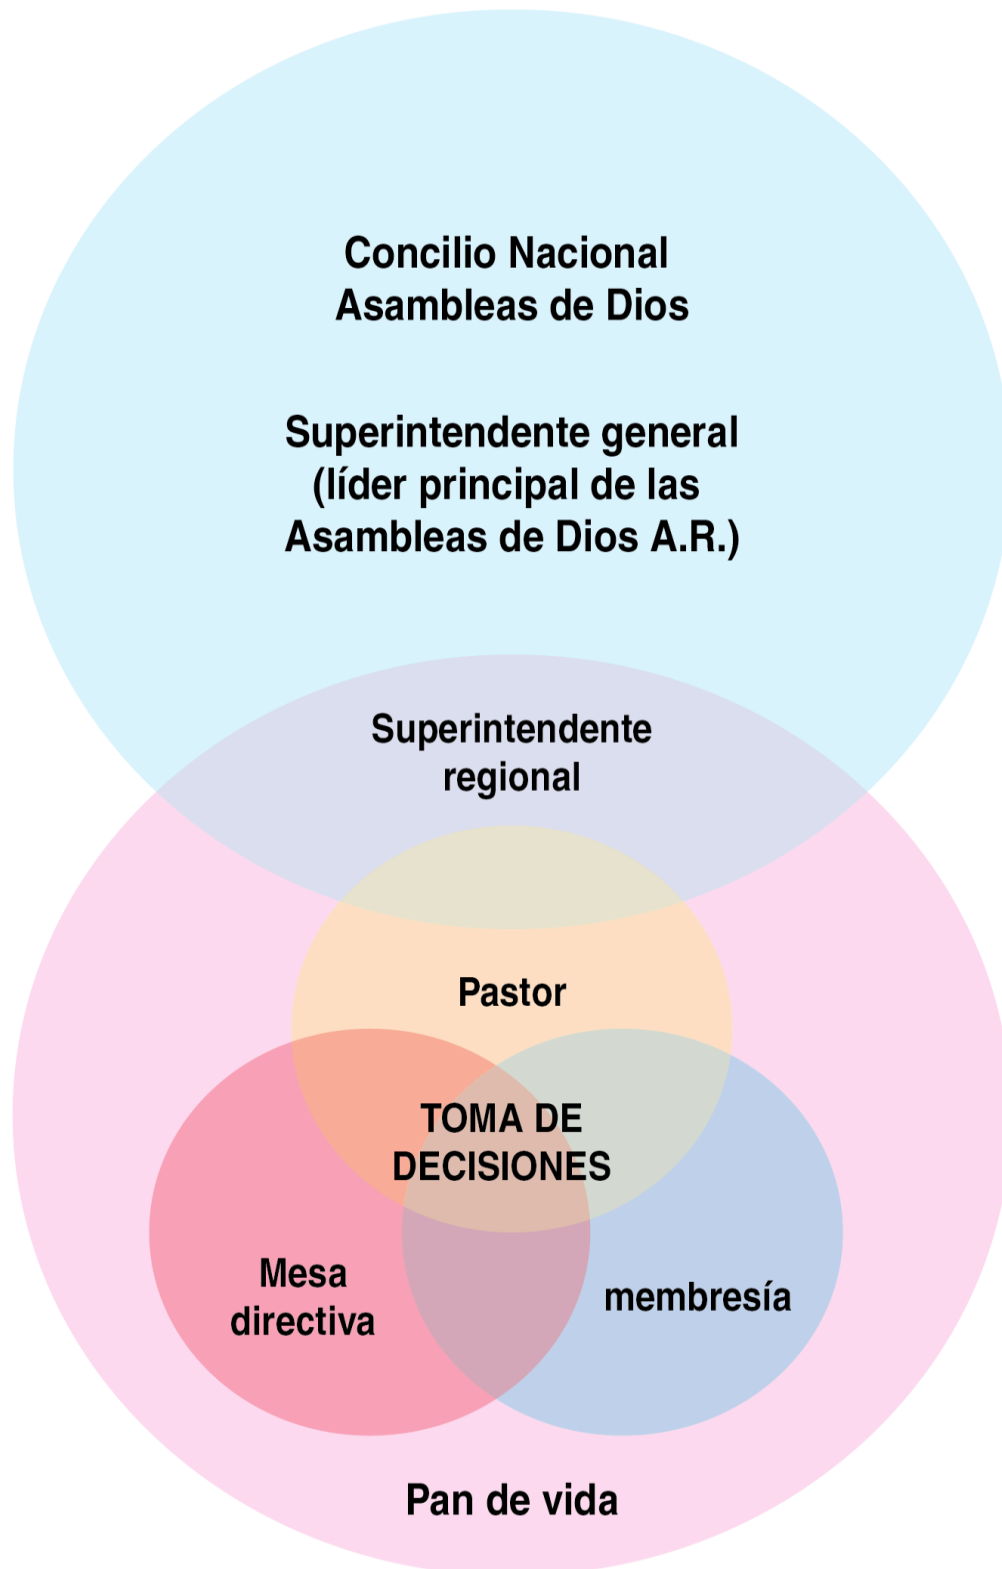 Concilio Nacional
Asambleas de Dios
Superintendente general
(líder principal de las
Asambleas de Dios A.R.)
Superintendente
regional
Pastor
TOMA DE
DECISIONES
Mesa
directiva
membresía
Pan de vida